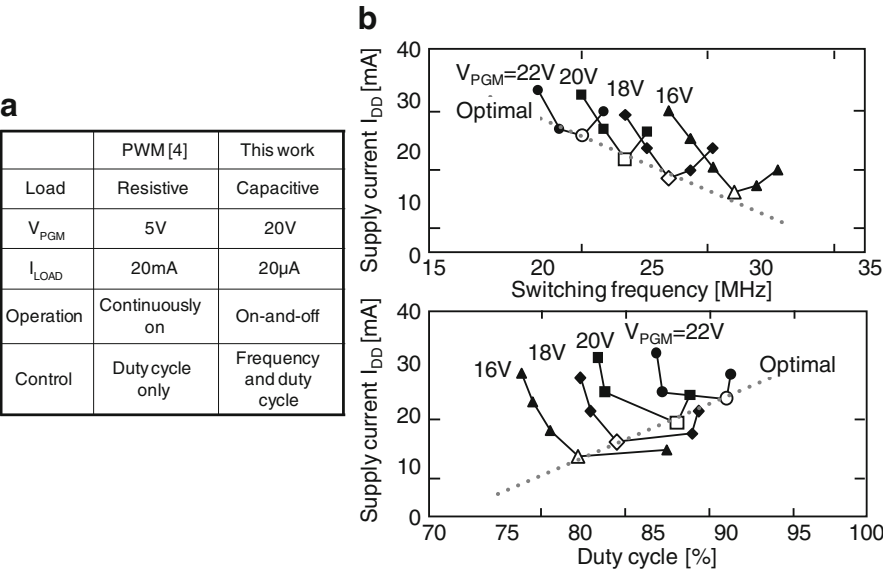 a
PWM [4] This work
Load Resistive Capacitive
VPGM 5V 20V
ILOAD 20mA 20μA
Operation Continuously on On-and-off
Control Duty cycle only Frequency and duty cycle
b
Supply current IDD [mA]
40
30
20
10
0
VPGM=22V 20V 18V 16V
Optimal
15 20 25 30 35
Switching frequency [MHz]
Supply current IDD [mA]
40
30
20
10
0
16V 18V 20V VPGM=22V
Optimal
70 75 80 85 90 95 100
Duty cycle [%]